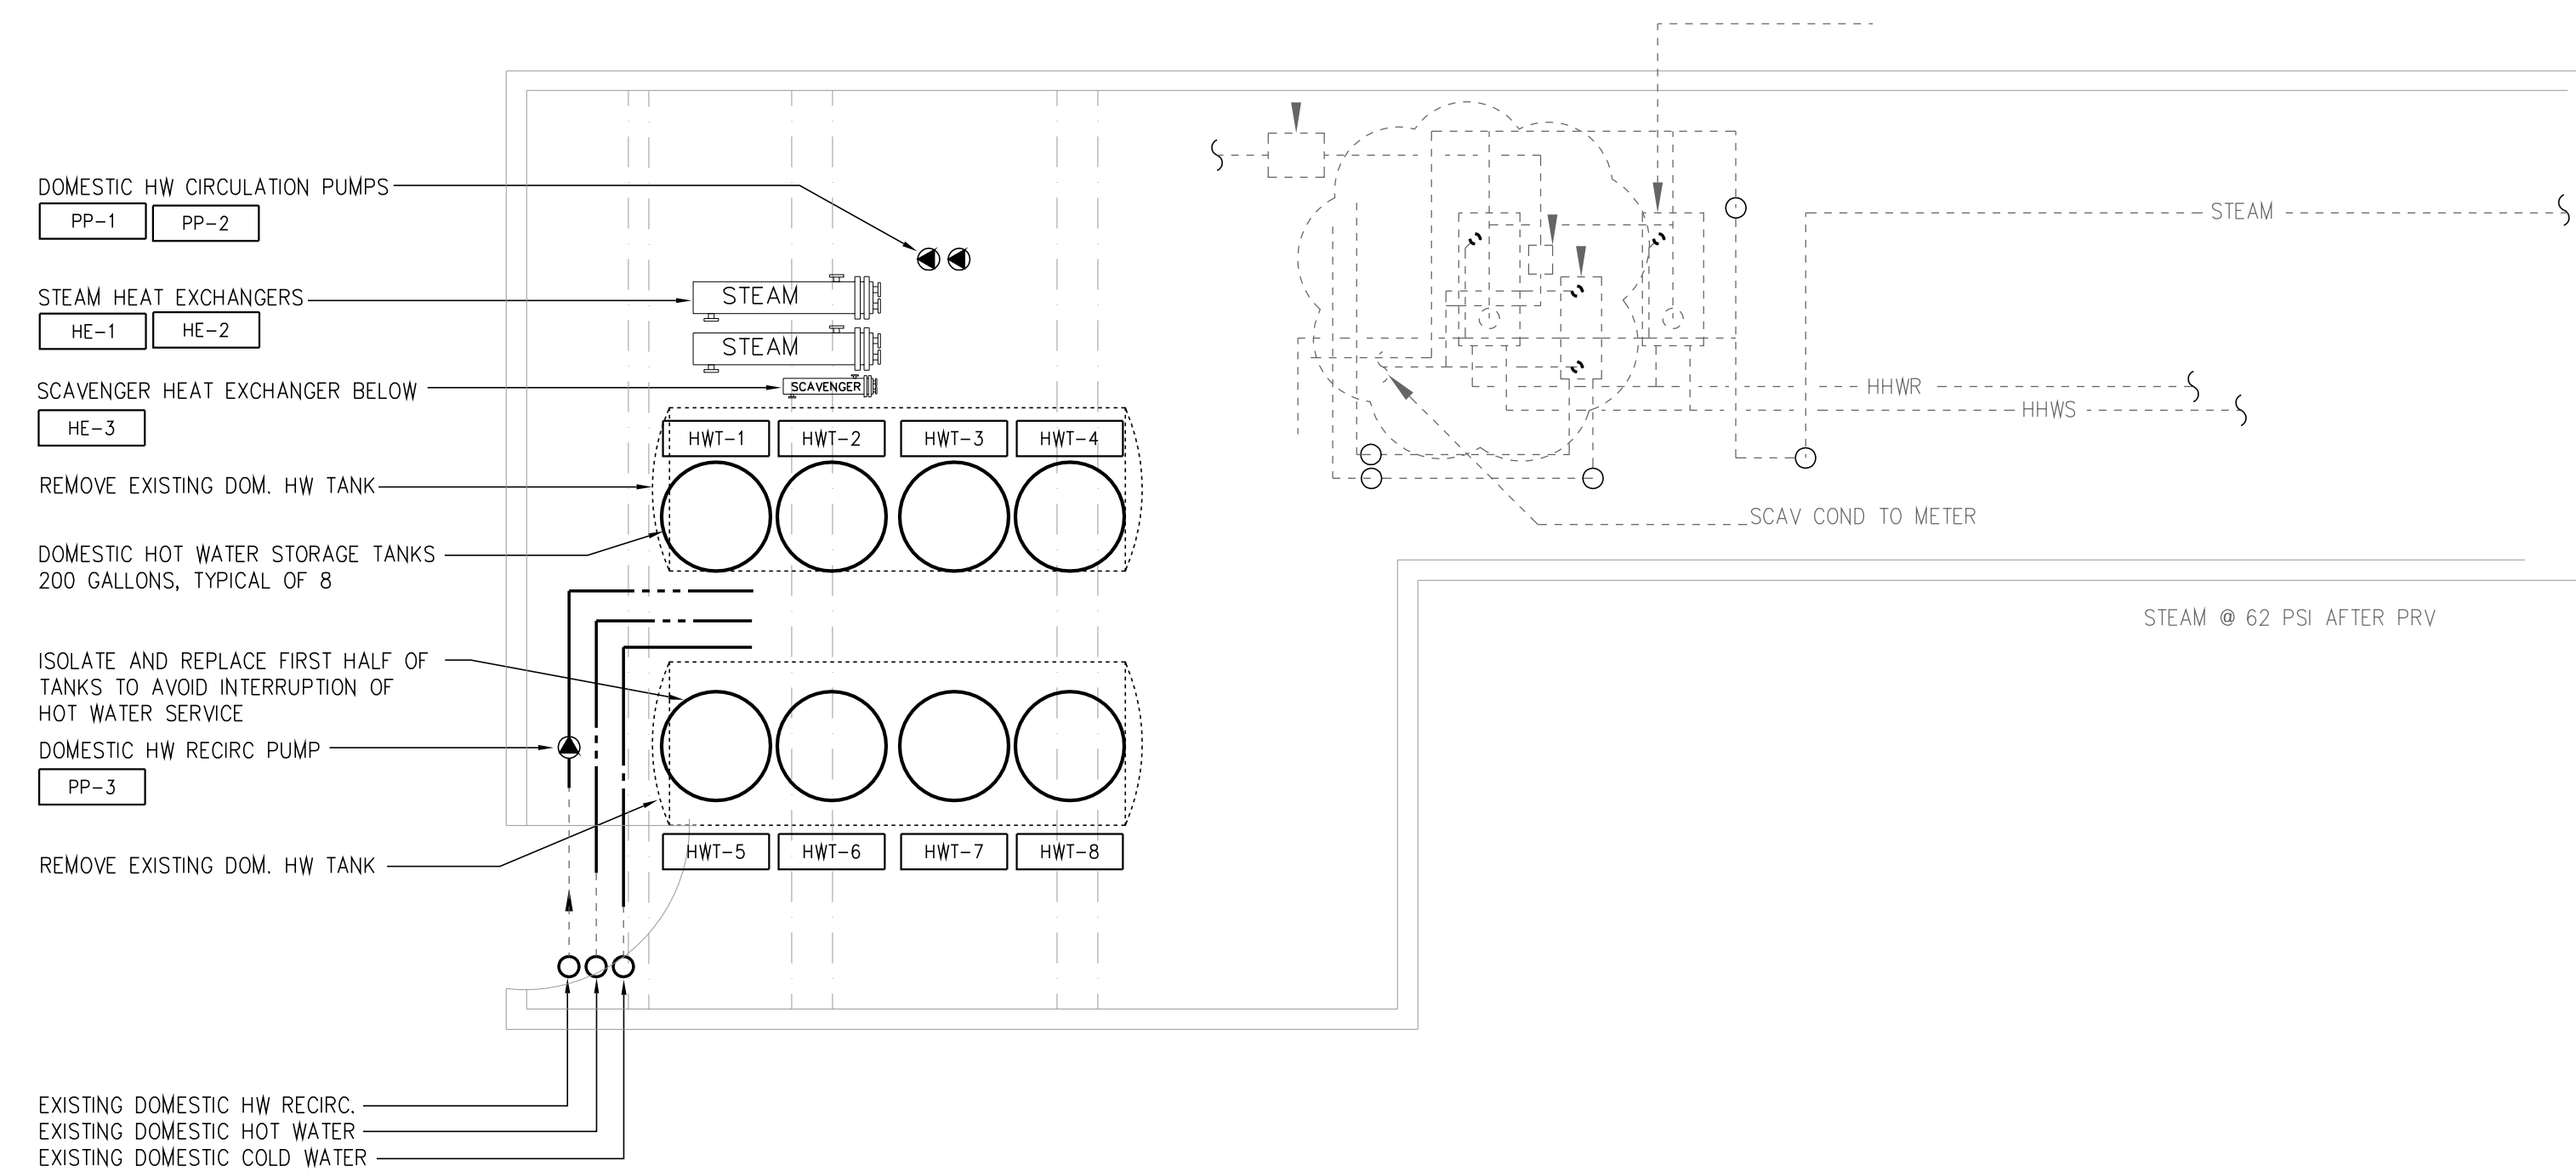 DOMESTIC HW CIRCULATION PUMPS
PP-1 PP-2
STEAM HEAT EXCHANGERS
HE-1 HE-2
SCAVENGER HEAT EXCHANGER BELOW
HE-3
REMOVE EXISTING DOM. HW TANK
DOMESTIC HOT WATER STORAGE TANKS
200 GALLONS, TYPICAL OF 8
ISOLATE AND REPLACE FIRST HALF OF
TANKS TO AVOID INTERRUPTION OF
HOT WATER SERVICE
DOMESTIC HW RECIRC PUMP
PP-3
REMOVE EXISTING DOM. HW TANK
EXISTING DOMESTIC HW RECIRC.
EXISTING DOMESTIC HOT WATER
EXISTING DOMESTIC COLD WATER
STEAM
STEAM
SCAVENGER
HWT-1 HWT-2 HWT-3 HWT-4
HWT-5 HWT-6 HWT-7 HWT-8
STEAM
HHWR
HHWS
SCAV COND TO METER
STEAM @ 62 PSI AFTER PRV